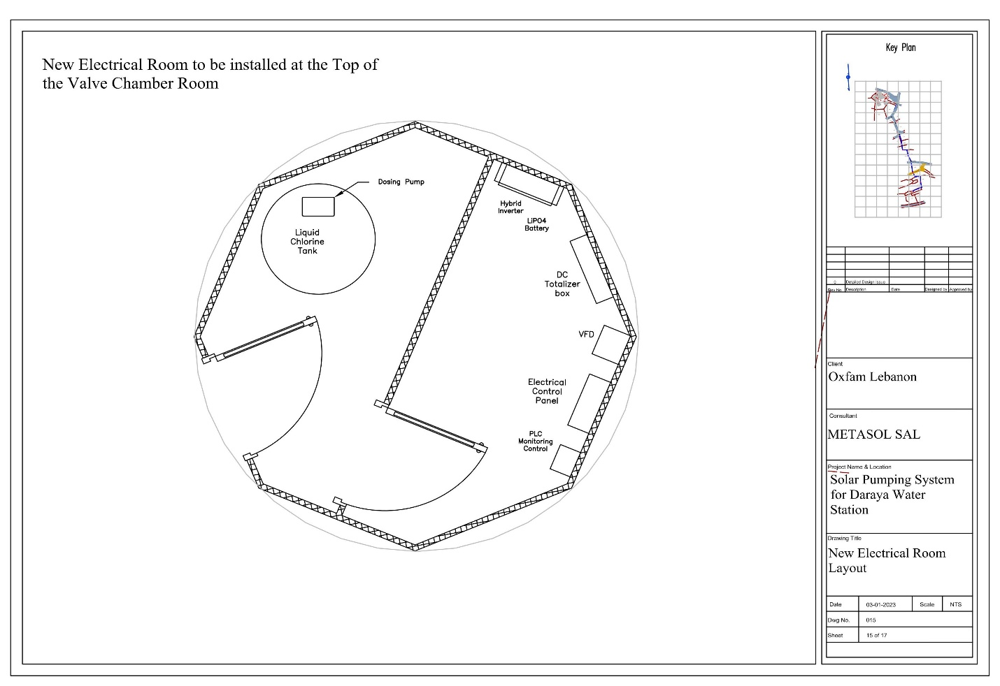 New Electrical Room to be installed at the Top of
the Valve Chamber Room
Dosing Pump
Liquid
Chlorine
Tank
Hybrid
Inverter
LiPO4
Battery
DC
Totalizer
box
VFD
Electrical
Control
Panel
PLC
Monitoring
Control
Key Plan
0 Detailed Design Issue
Rev.No Description Date Designed by Approved by
Client
Oxfam Lebanon
Consultant
METASOL SAL
Project Name & Location
Solar Pumping System
for Daraya Water
Station
Drawing Title
New Electrical Room
Layout
Date 03-01-2023 Scale NTS
Dwg No. 015
Sheet 15 of 17